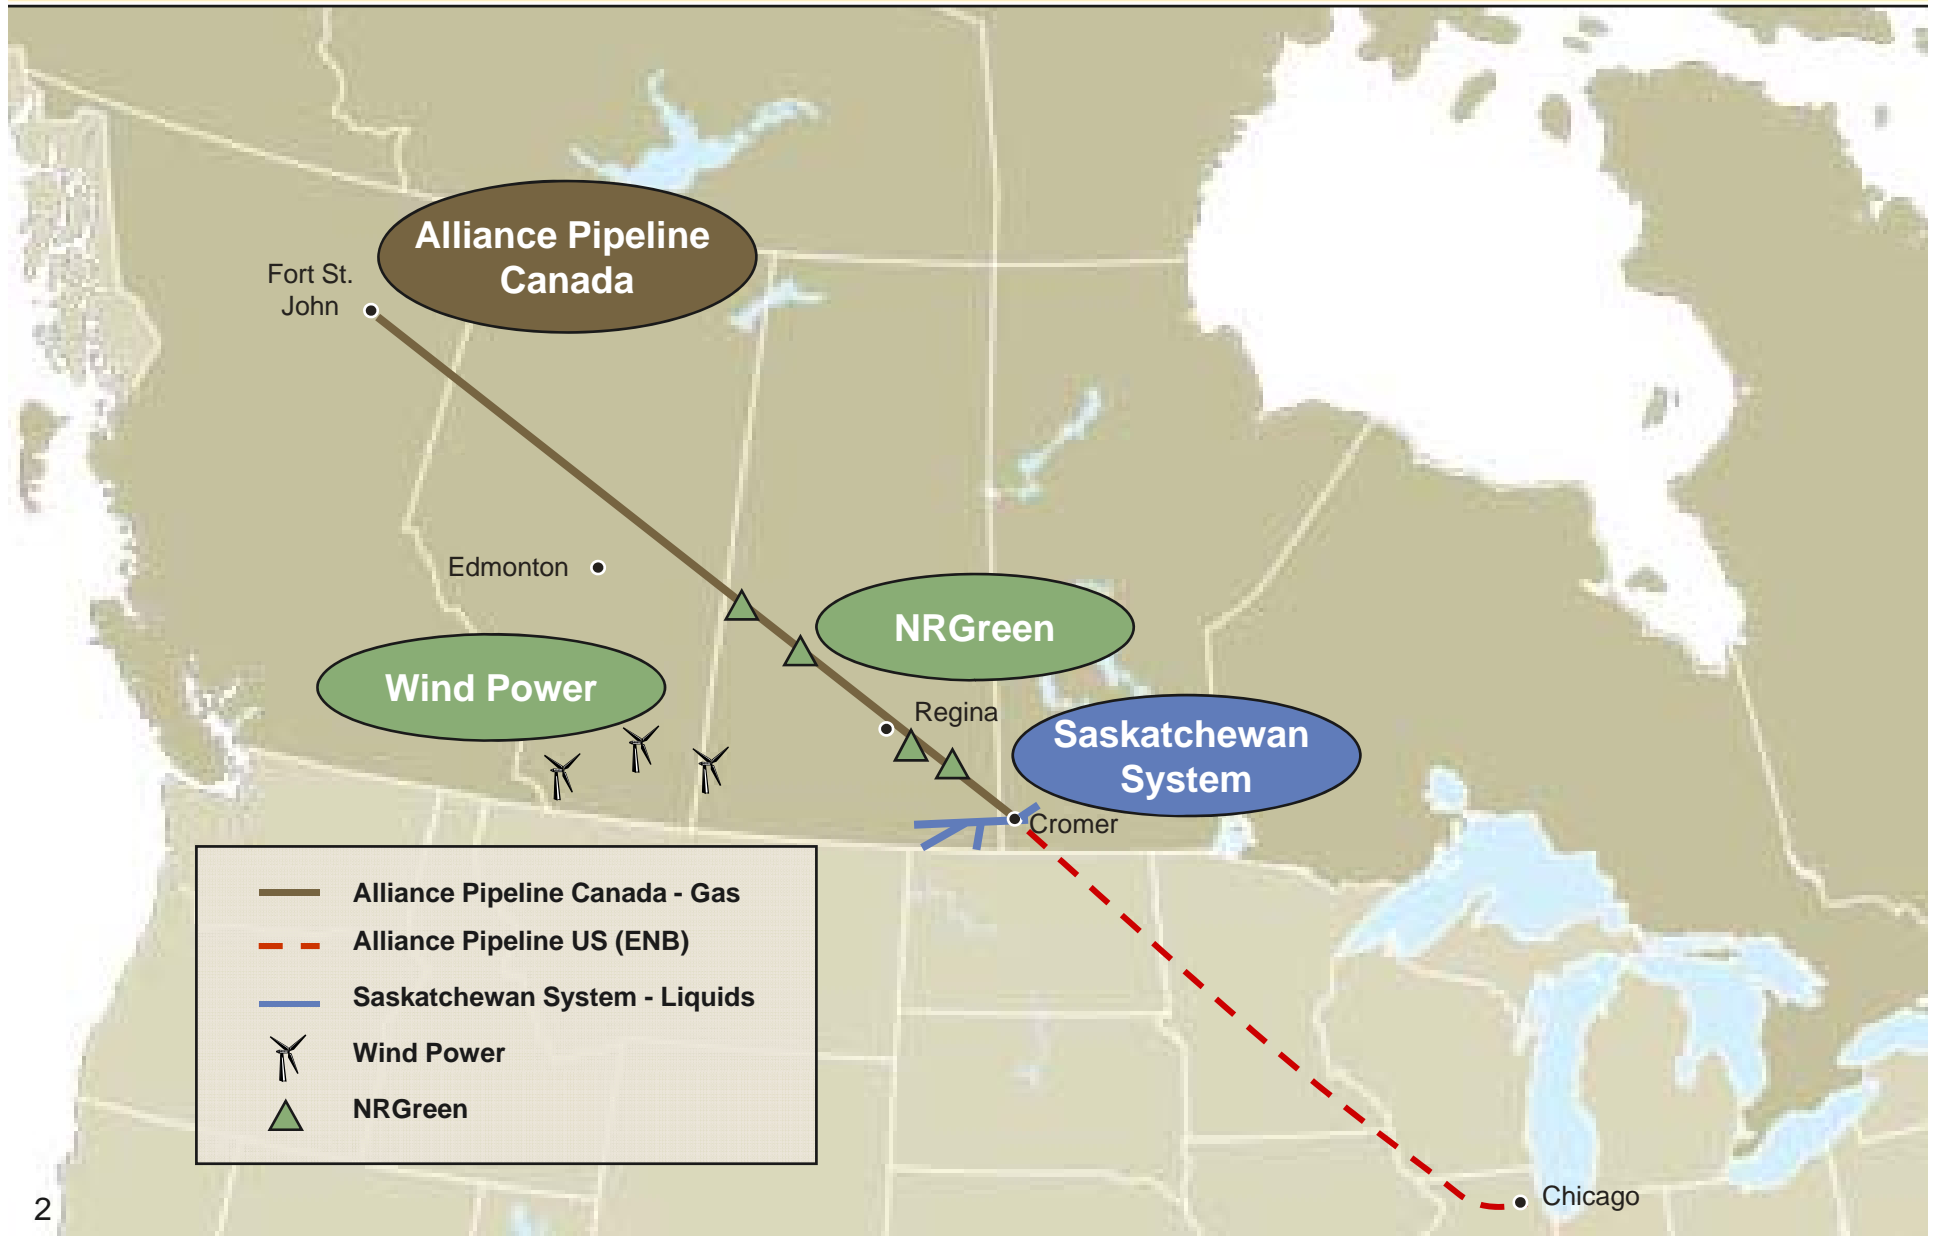 Alliance Pipeline
Canada
Fort St.
John
Edmonton
NRGreen
Wind Power
Regina
Saskatchewan
System
Cromer
Alliance Pipeline Canada - Gas
Alliance Pipeline US (ENB)
Saskatchewan System - Liquids
Wind Power
NRGreen
Chicago
2